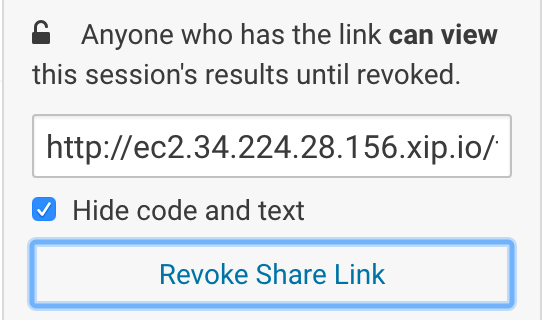 Anyone who has the link can view
this session's results until revoked.
http://ec2.34.224.28.156.xip.io/
Hide code and text
Revoke Share Link